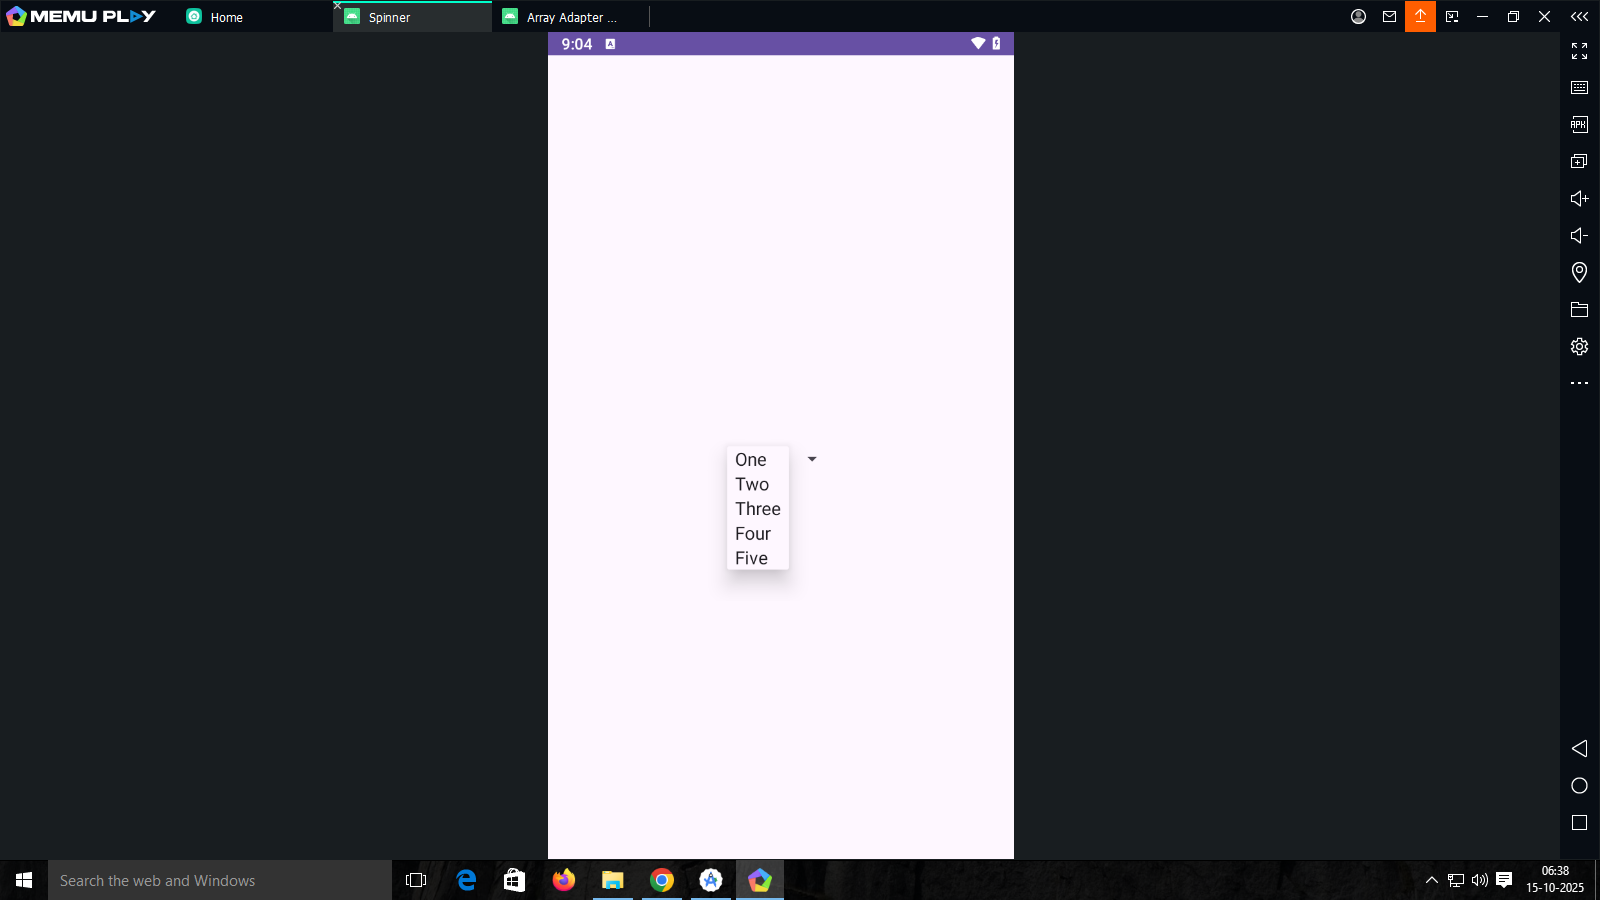 MEMU PLAY
Home
Spinner
Array Adapter ...
9:04
A
APK
One
Two
Three
Four
Five
Search the web and Windows
06:38
15-10-2025